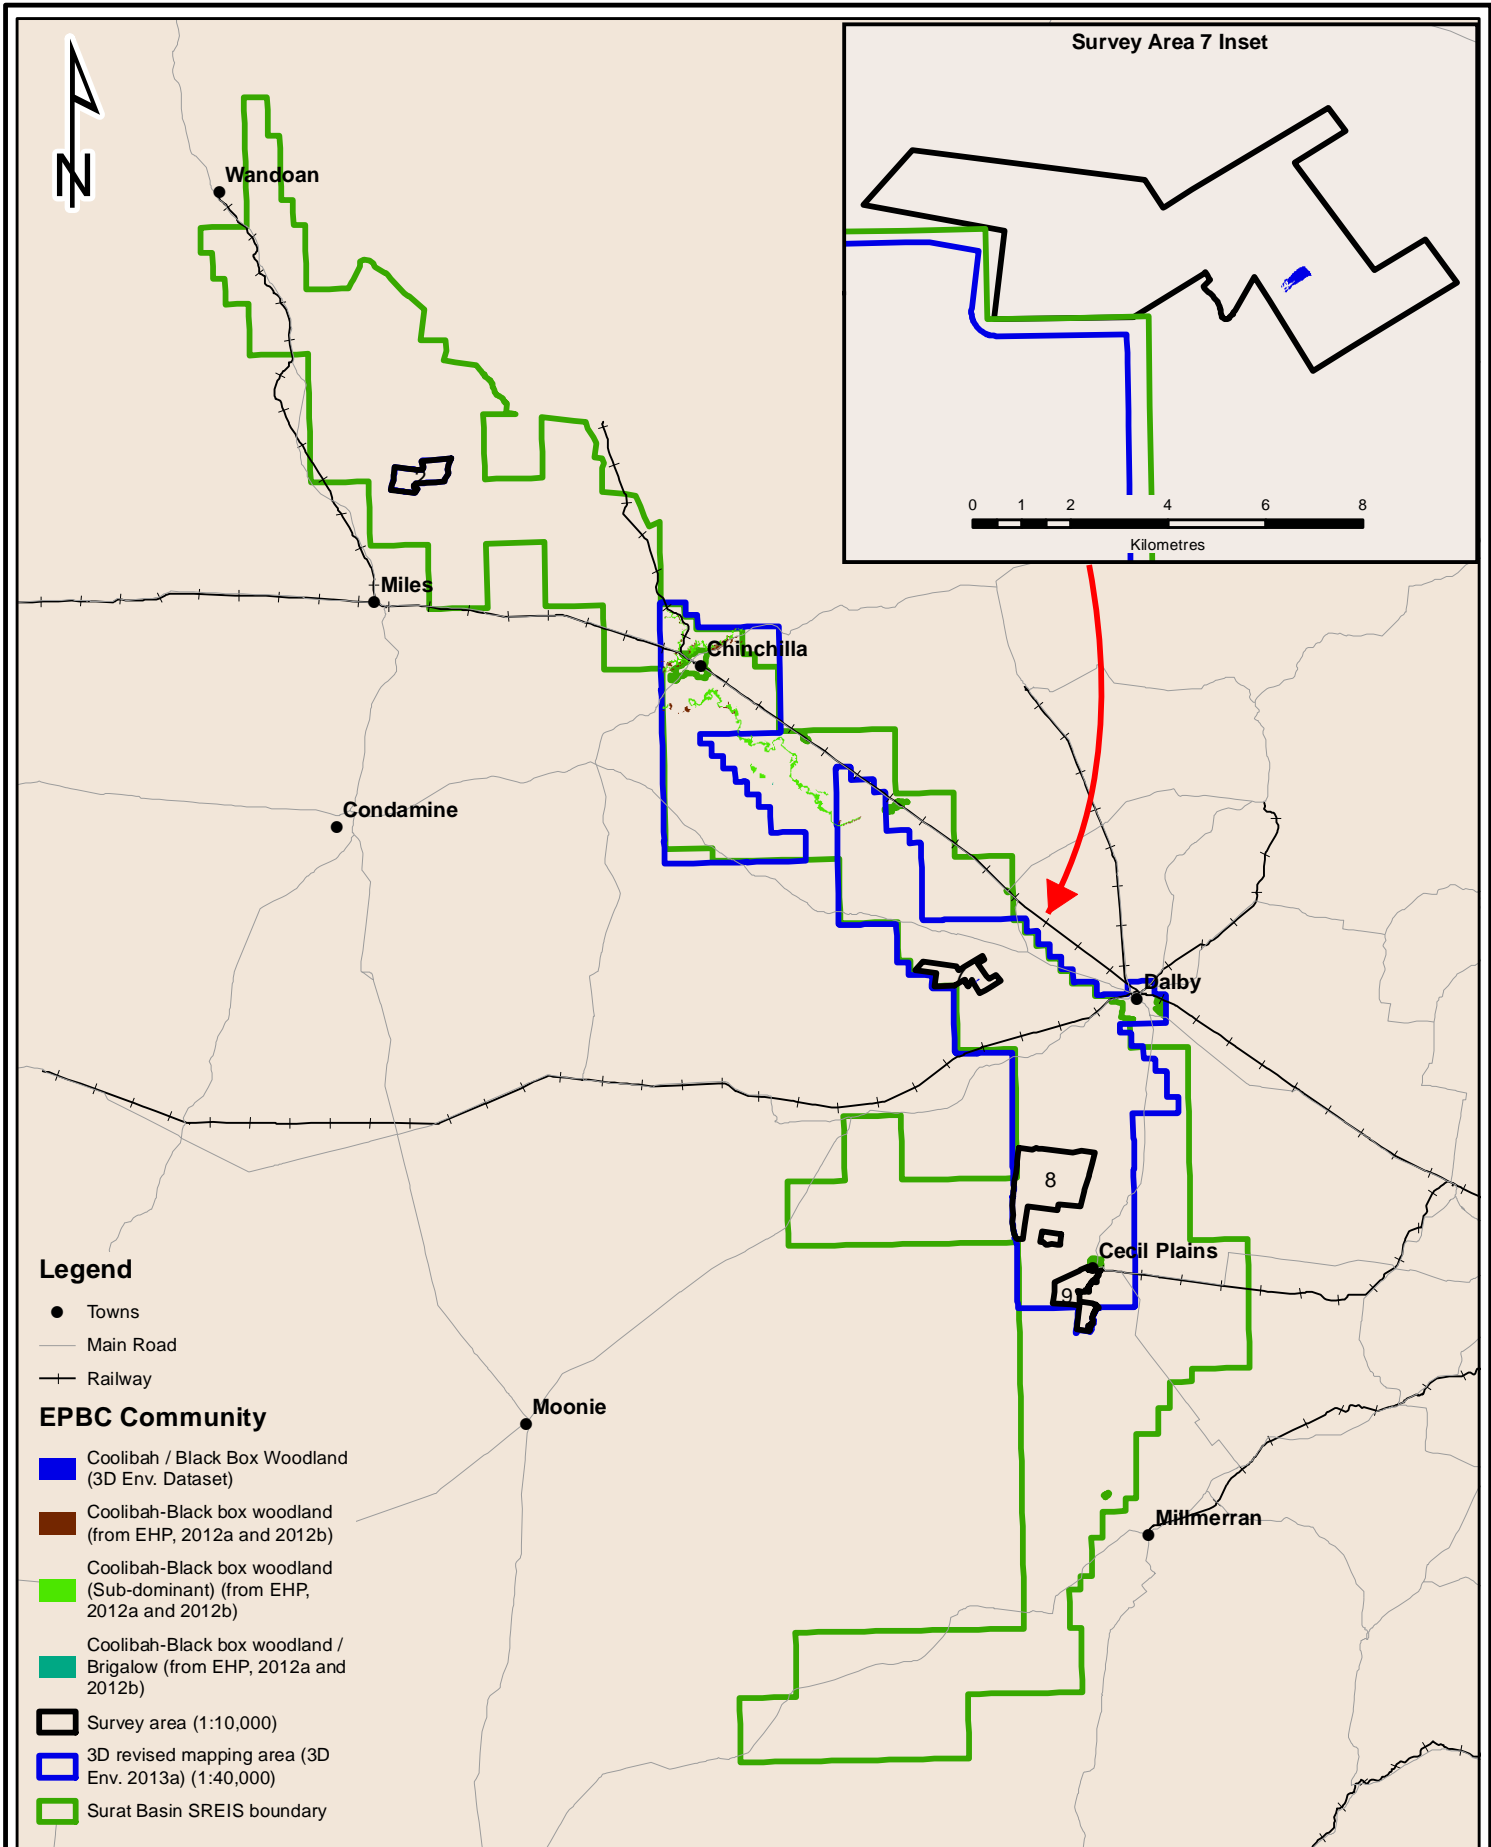 Survey Area 7 Inset
N
Wandoan
0 1 2 4 6 8
Kilometres
Miles
Chinchilla
Condamine
Dalby
8
Cecil Plains
9
Moonie
Millmerran
Legend
Towns
Main Road
Railway
EPBC Community
Coolibah / Black Box Woodland
(3D Env. Dataset)
Coolibah-Black box woodland
(from EHP, 2012a and 2012b)
Coolibah-Black box woodland
(Sub-dominant) (from EHP,
2012a and 2012b)
Coolibah-Black box woodland /
Brigalow (from EHP, 2012a and
2012b)
Survey area (1:10,000)
3D revised mapping area (3D
Env. 2013a) (1:40,000)
Surat Basin SREIS boundary